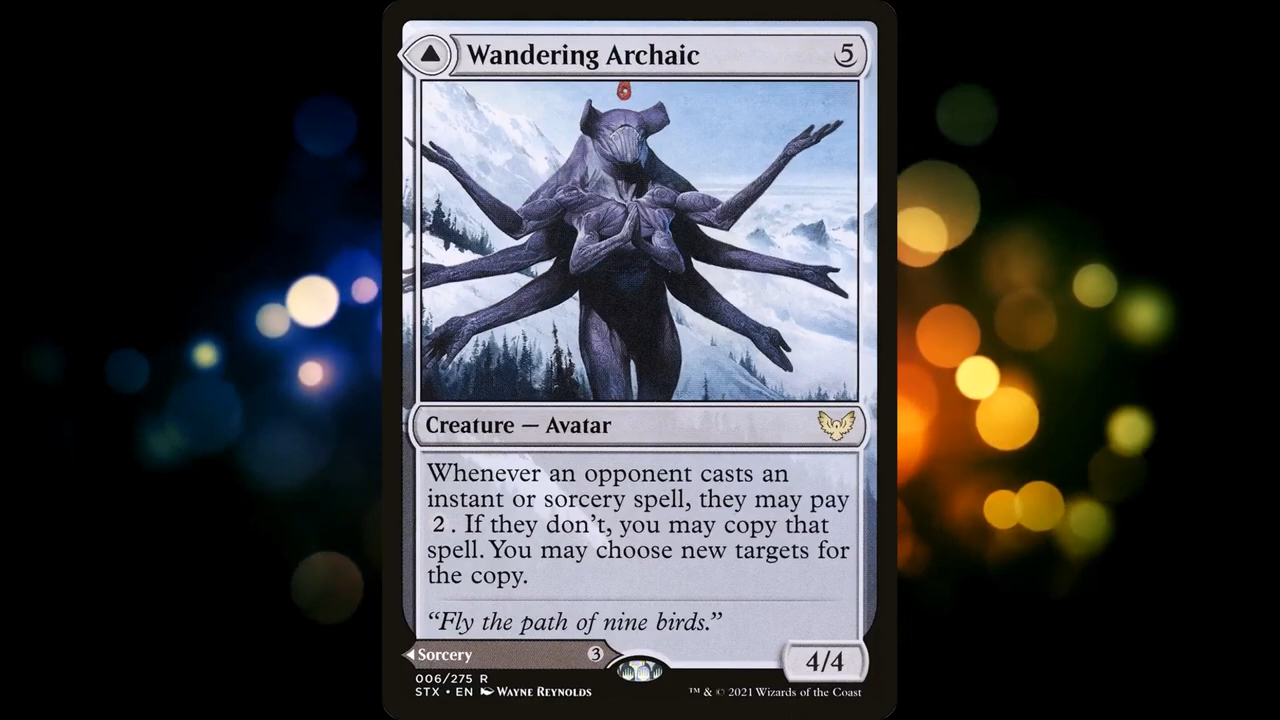 Wandering Archaic 5
Creature — Avatar
Whenever an opponent casts an
instant or sorcery spell, they may pay
2. If they don't, you may copy that
spell. You may choose new targets for
the copy.
“Fly the path of nine birds.”
Sorcery 3
4/4
006/275 R
STX • EN Wayne Reynolds
™ & © 2021 Wizards of the Coast